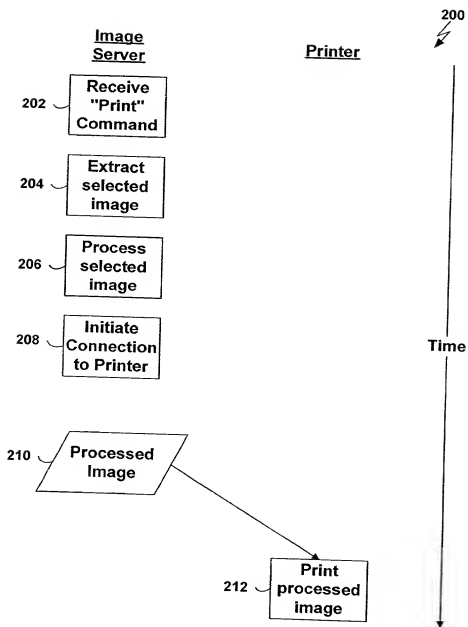 200
Image
Server
Printer
202
Receive
"Print"
Command
204
Extract
selected
image
206
Process
selected
image
208
Initiate
Connection
to Printer
Time
210
Processed
Image
212
Print
processed
image